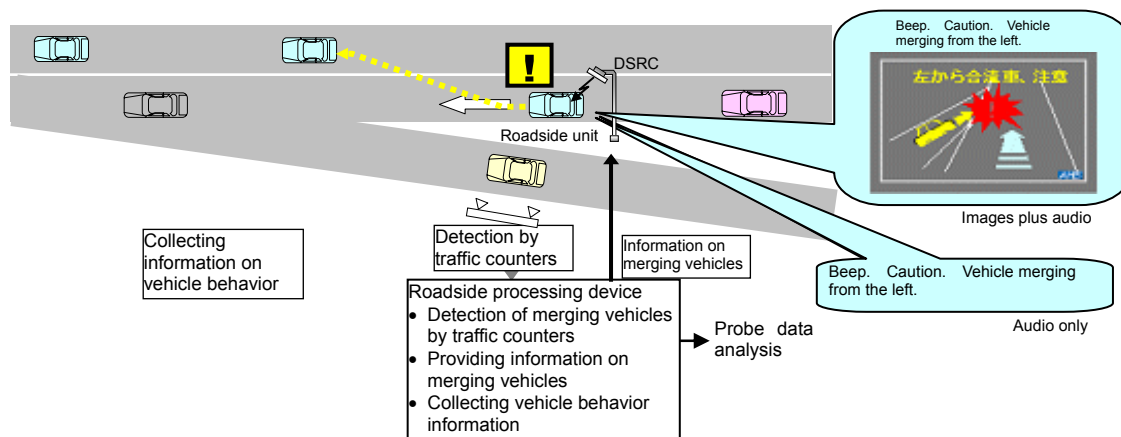 Beep. Caution. Vehicle
merging from the left.
左から合流車、注意
Images plus audio
!
DSRC
Roadside unit
Collecting
information on
vehicle behavior
Detection by
traffic counters
Information on
merging vehicles
Beep. Caution. Vehicle merging
from the left.
Audio only
Roadside processing device
• Detection of merging vehicles
by traffic counters
• Providing information on
merging vehicles
• Collecting vehicle behavior
information
Probe data
analysis